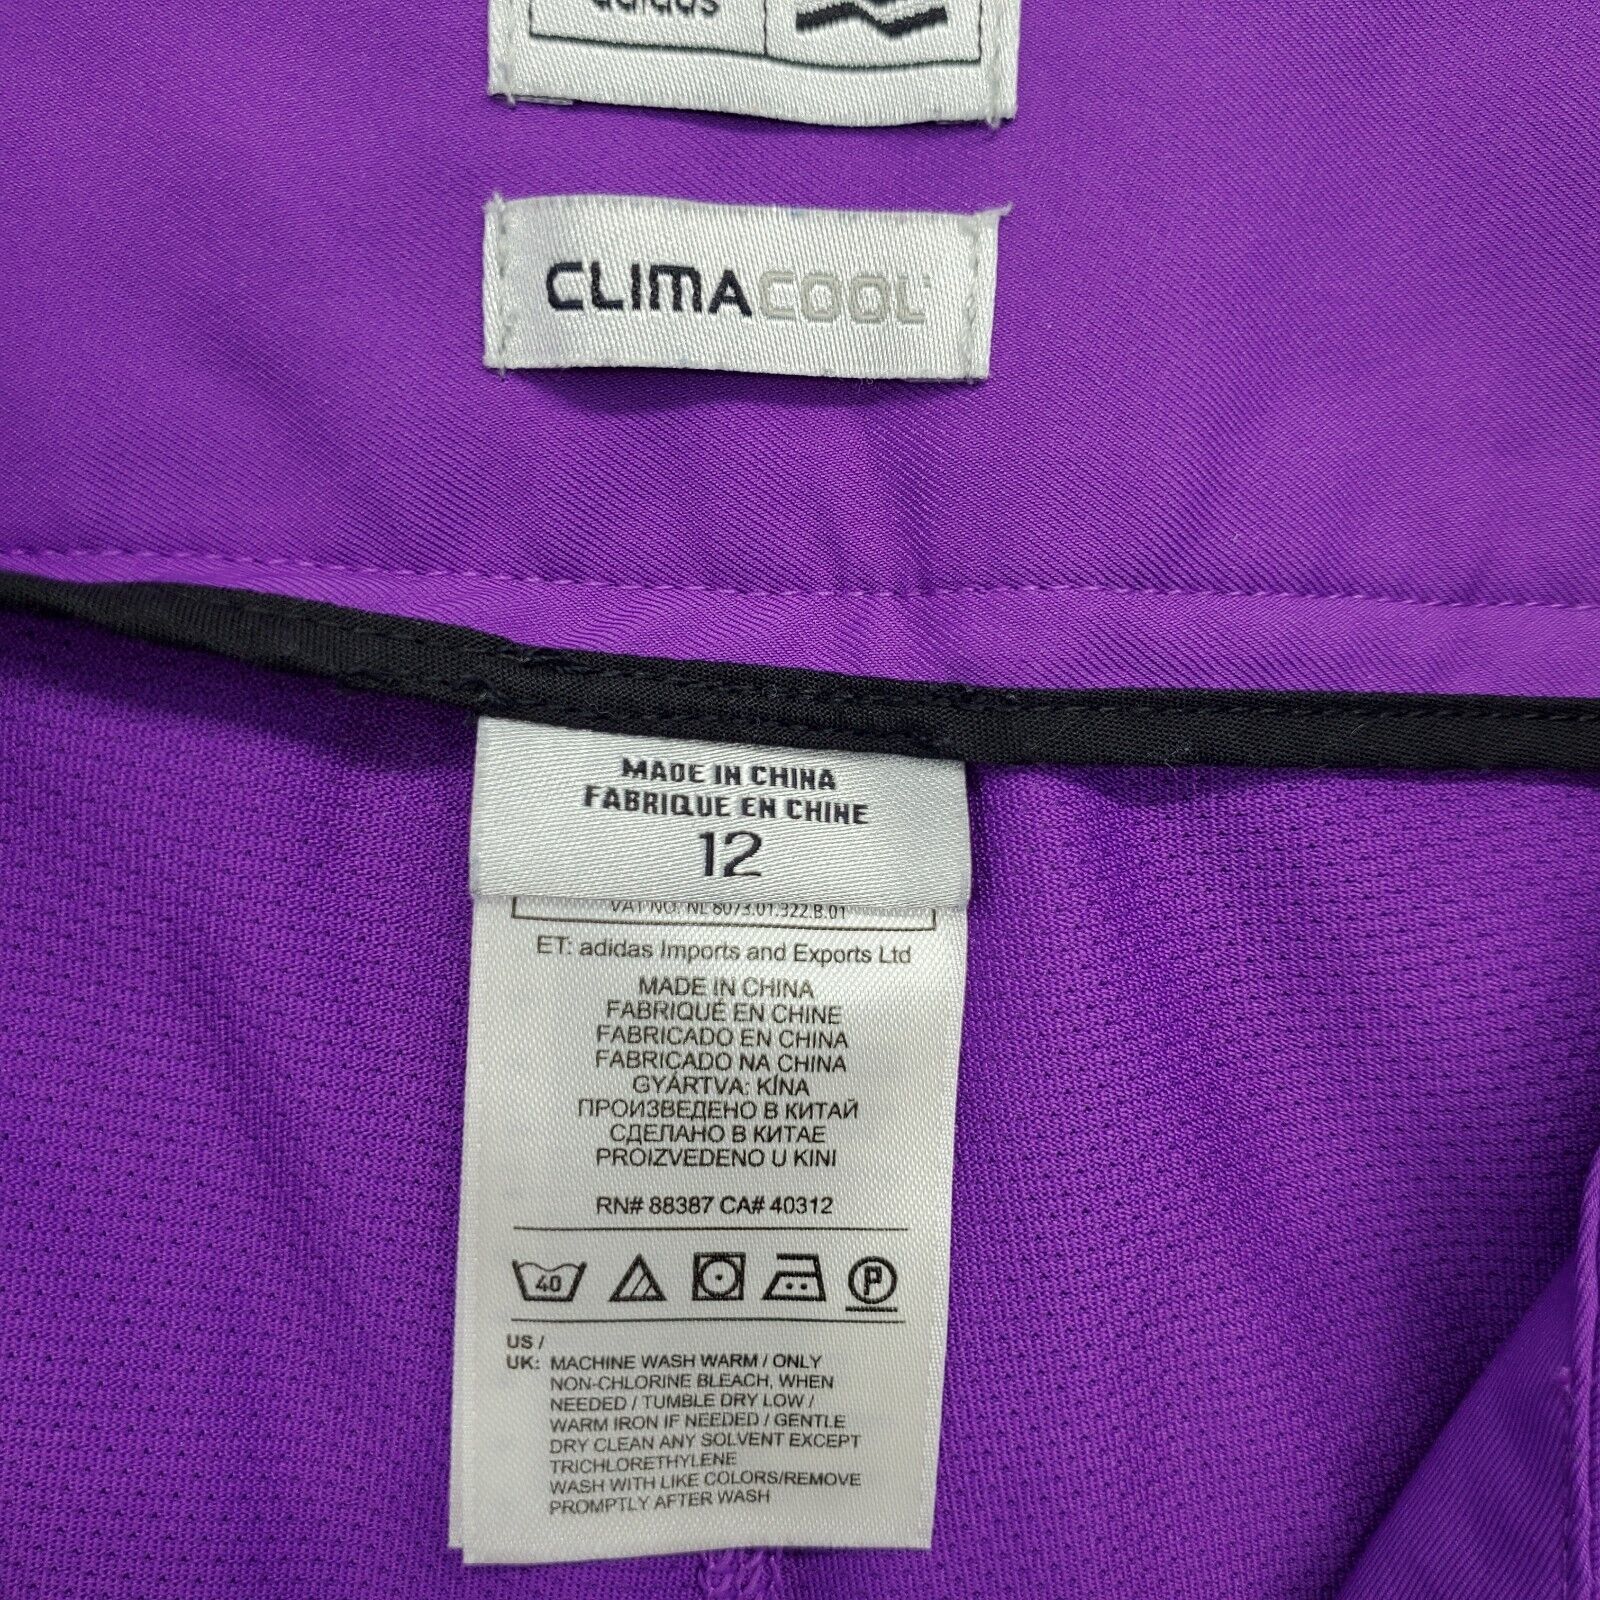 adidas
CLIMACOOL
MADE IN CHINA
FABRIQUE EN CHINE
12
VAT NO: NL 8073.01.322.B.01
ET: adidas Imports and Exports Ltd
MADE IN CHINA
FABRIQUÉ EN CHINE
FABRICADO EN CHINA
FABRICADO NA CHINA
GYÁRTVA: KÍNA
ПРОИЗВЕДЕНО В КИТАЙ
СДЕЛАНО В КИТАЕ
PROIZVEDENO U KINI
RN# 88387 CA# 40312
40 P
US /
UK: MACHINE WASH WARM / ONLY
NON-CHLORINE BLEACH, WHEN
NEEDED / TUMBLE DRY LOW /
WARM IRON IF NEEDED / GENTLE
DRY CLEAN ANY SOLVENT EXCEPT
TRICHLORETHYLENE
WASH WITH LIKE COLORS/REMOVE
PROMPTLY AFTER WASH